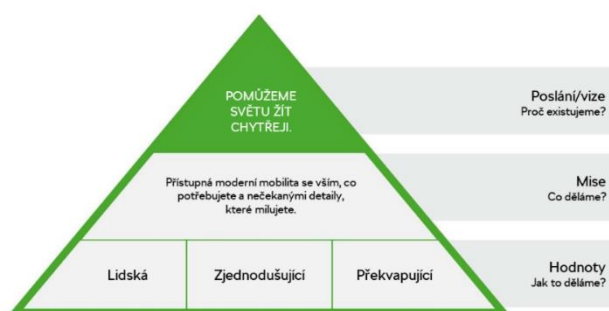 POMŮŽEME
SVĚTU ŽÍT
CHYTŘEJI.
Poslání/vize
Proč existujeme?
Přístupná moderní mobilita se vším, co
potřebujete a nečekanými detaily,
které milujete.
Mise
Co děláme?
Lidská
Zjednodušující
Překvapující
Hodnoty
Jak to děláme?